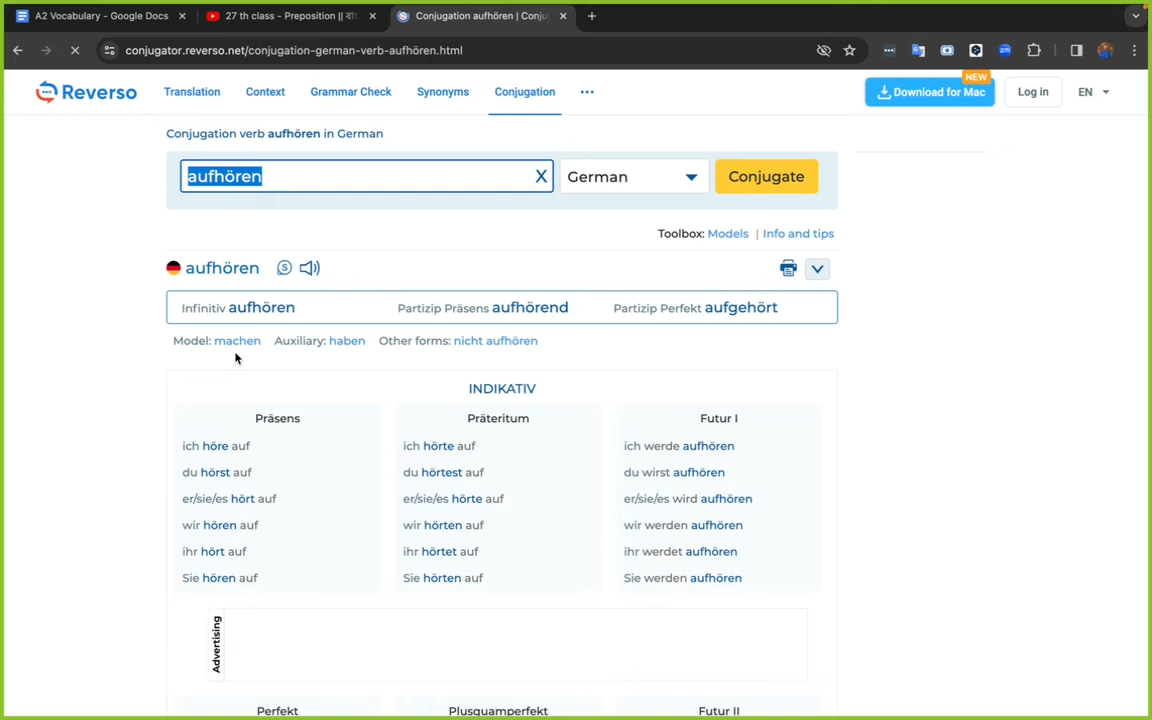 A2 Vocabulary - Google Docs
27 th class - Preposition ||
Conjugation aufhören | Conju
conjugator.reverso.net/conjugation-german-verb-aufhören.html
Reverso
Translation Context Grammar Check Synonyms Conjugation ...
NEW
Download for Mac
Log in
EN
Conjugation verb aufhören in German
aufhören X German Conjugate
Toolbox: Models | Info and tips
aufhören
Infinitiv aufhören Partizip Präsens aufhörend Partizip Perfekt aufgehört
Model: machen Auxiliary: haben Other forms: nicht aufhören
INDIKATIV
Präsens
ich höre auf
du hörst auf
er/sie/es hört auf
wir hören auf
ihr hört auf
Sie hören auf
Präteritum
ich hörte auf
du hörtest auf
er/sie/es hörte auf
wir hörten auf
ihr hörtet auf
Sie hörten auf
Futur I
ich werde aufhören
du wirst aufhören
er/sie/es wird aufhören
wir werden aufhören
ihr werdet aufhören
Sie werden aufhören
Advertising
Perfekt
Plusquamperfekt
Futur II